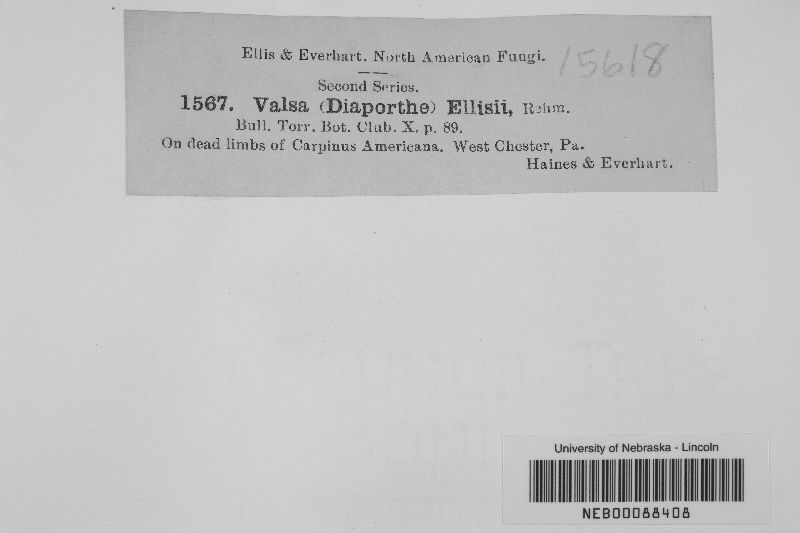 Ellis & Everhart. North American Fungi.
15618
Second Series.
1567. Valsa (Diaporthe) Ellisii, Rehm.
Bull. Torr. Bot. Club. X, p. 89.
On dead limbs of Carpinus Americana. West Chester, Pa.
Haines & Everhart.
University of Nebraska - Lincoln
NEB00088408